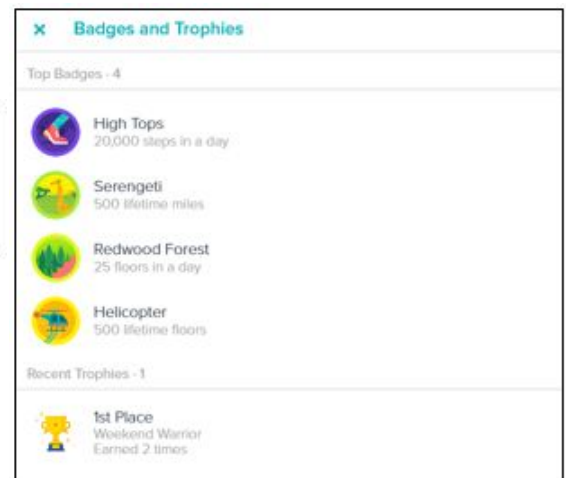 × Badges and Trophies
Top Badges - 4
High Tops
20,000 steps in a day
Serengeti
500 lifetime miles
Redwood Forest
25 floors in a day
Helicopter
500 lifetime floors
Recent Trophies - 1
1st Place
Weekend Warrior
Earned 2 times